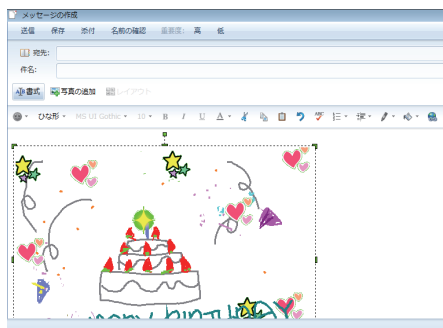 メッセージの作成
送信 保存 添付 名前の確認 重要度: 高 低
宛先:
件名:
書式 写真の追加 レイアウト
ひな形 MS UI Gothic 10 B I U A